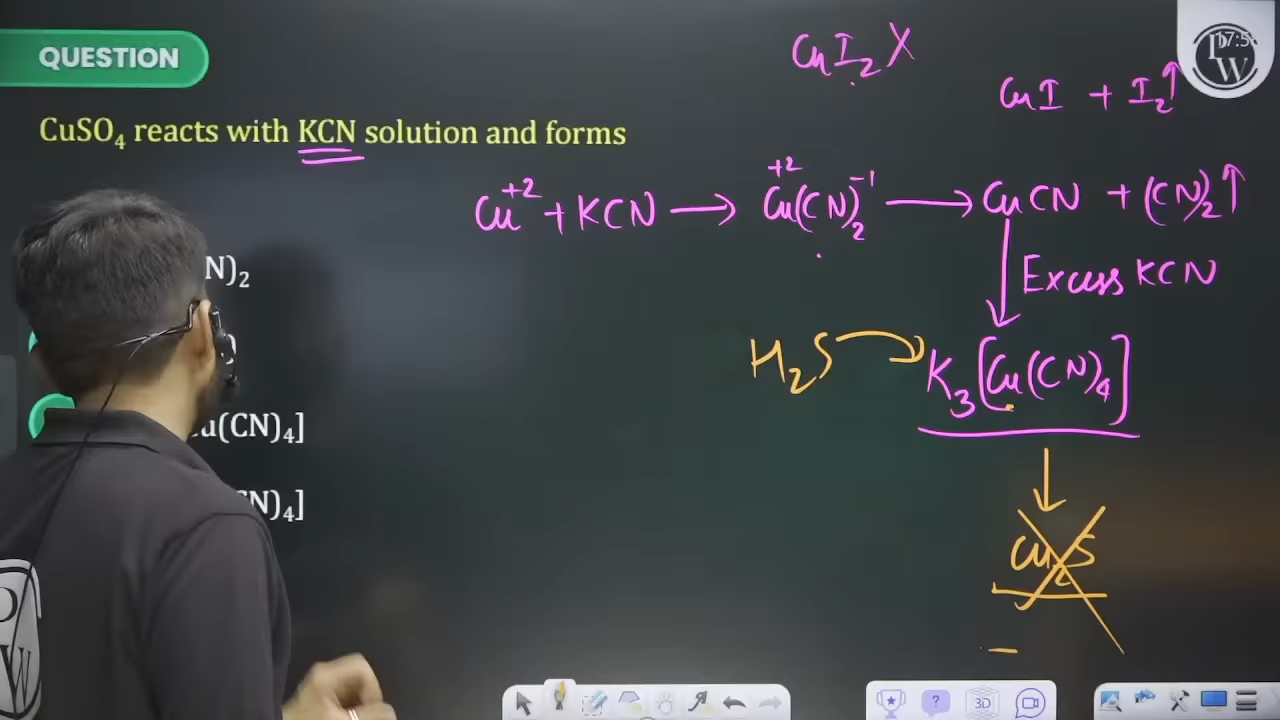 QUESTION
CuI₂ X
CuI + I₂↑
CuSO₄ reacts with KCN solution and forms
Cu⁺² + KCN → Cu⁺²(CN)₂⁻¹ → CuCN + (CN)₂↑
N)₂
Excess KCN
H₂S
K₃[Cu(CN)₄]
u(CN)₄]
N)₄]
Cu₂S
3D